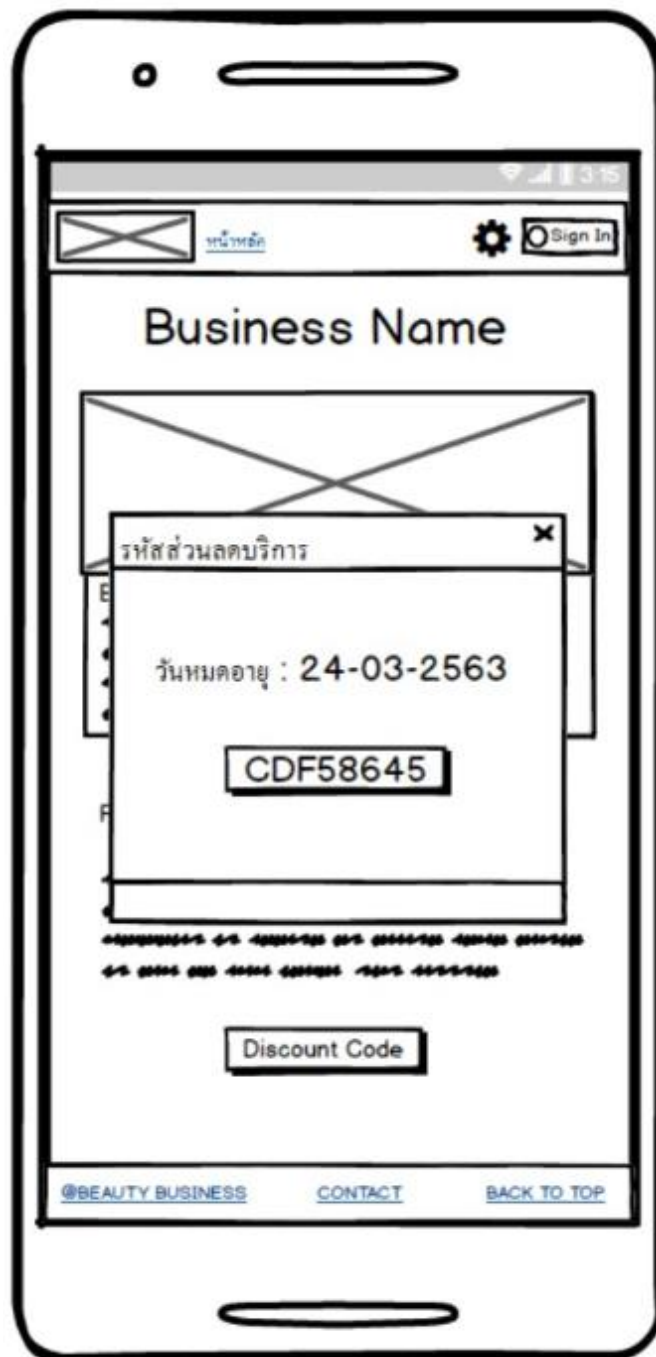 3:15
หน้าหลัก
Sign In
Business Name
รหัสส่วนลดบริการ
วันหมดอายุ : 24-03-2563
CDF58645
Discount Code
@BEAUTY BUSINESS CONTACT BACK TO TOP